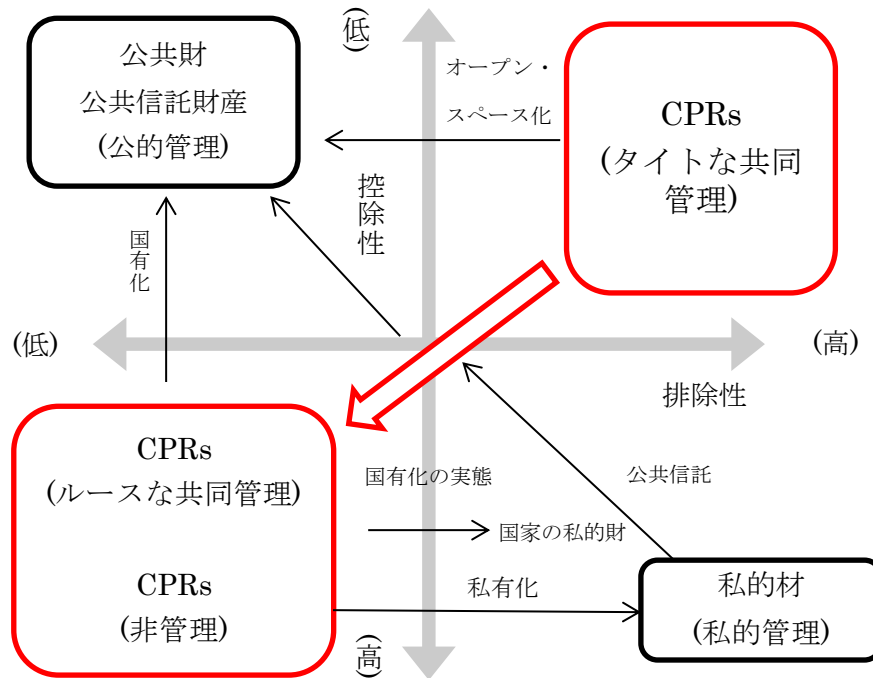 公共財
公共信託財産
(公的管理)
(低)
オープン・
スペース化
CPRs
(タイトな共同
管理)
控除性
国有化
(低)
(高)
排除性
CPRs
(ルースな共同管理)
国有化の実態
公共信託
国家の私的財
CPRs
(非管理)
私有化
私的材
(私的管理)
(高)